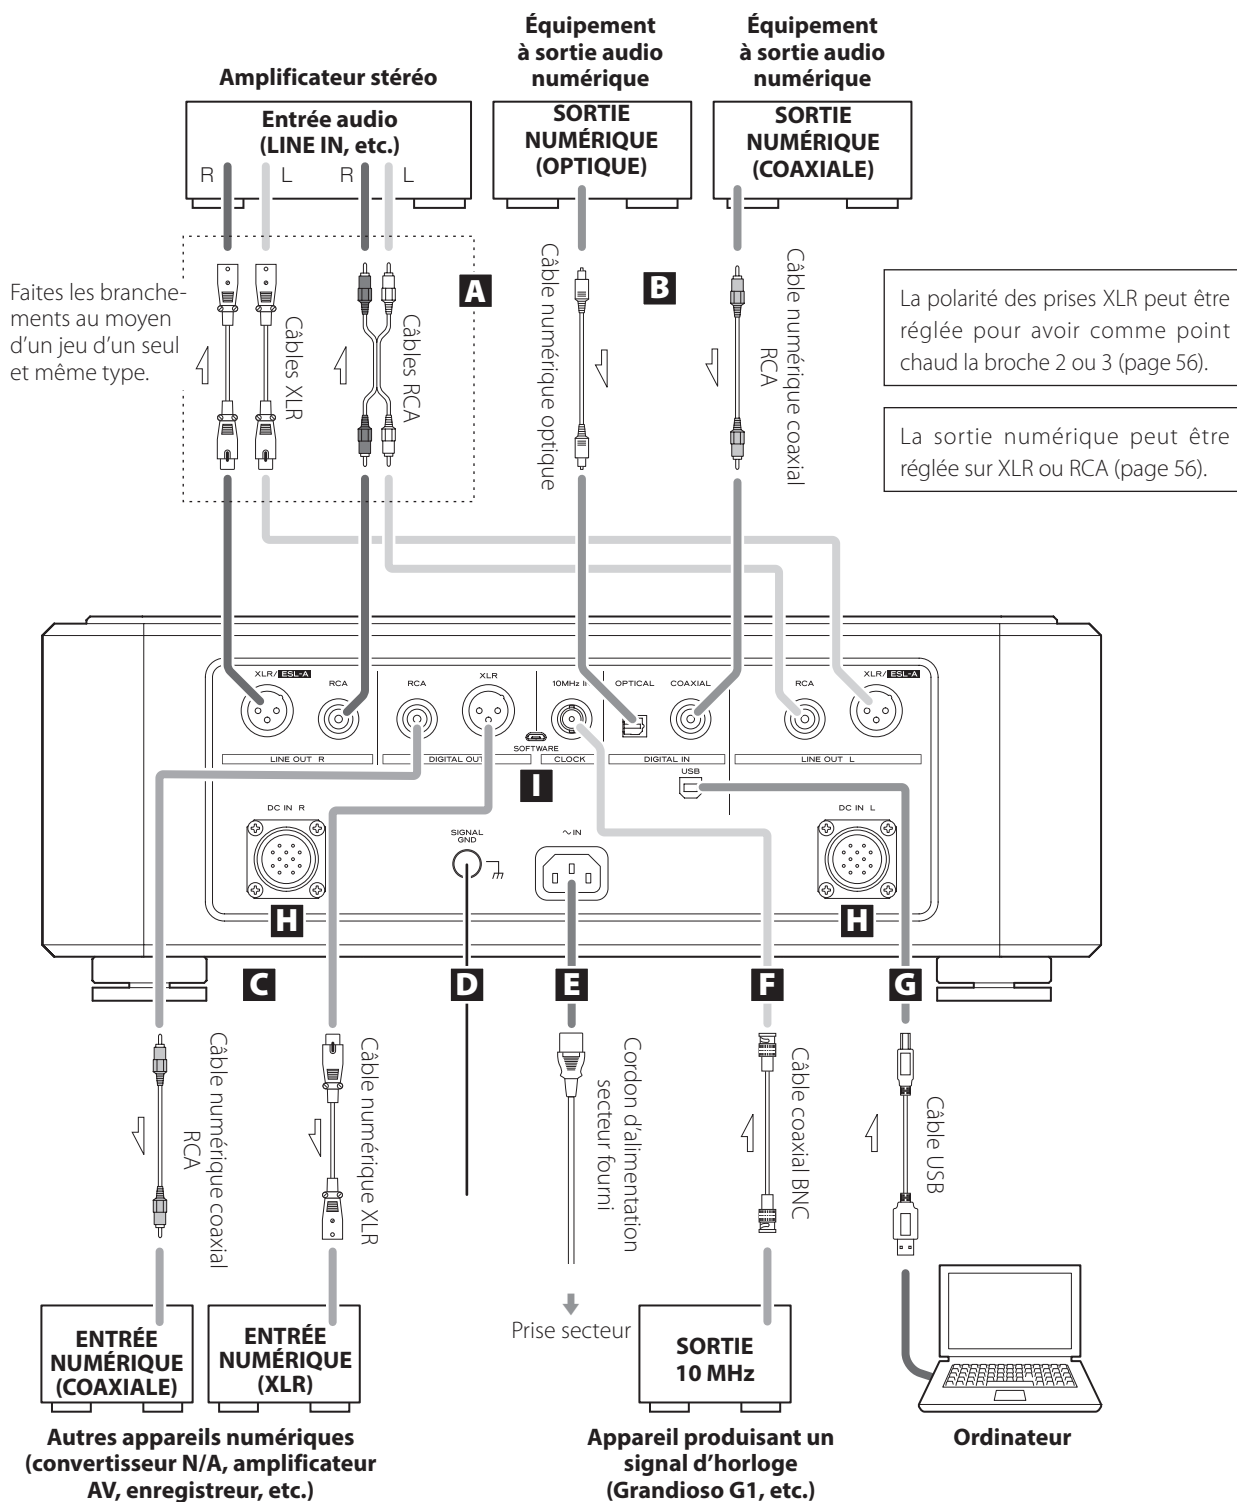 Équipement
à sortie audio
numérique
Équipement
à sortie audio
numérique
Amplificateur stéréo
Entrée audio
(LINE IN, etc.)
R
L
R
L
SORTIE
NUMÉRIQUE
(OPTIQUE)
SORTIE
NUMÉRIQUE
(COAXIALE)
Faites les branche-
ments au moyen
d'un jeu d'un seul
et même type.
Câbles XLR
Câbles RCA
A
Câble numérique optique
B
Câble numérique coaxial
RCA
La polarité des prises XLR peut être
réglée pour avoir comme point
chaud la broche 2 ou 3 (page 56).
La sortie numérique peut être
réglée sur XLR ou RCA (page 56).
XLR/ ESL-A
RCA
RCA
XLR
10MHz IN
OPTICAL
COAXIAL
RCA
XLR/ ESL-A
SOFTWARE
LINE OUT R
DIGITAL OUT
CLOCK
DIGITAL IN
LINE OUT L
I
USB
DC IN R
SIGNAL
GND
~ IN
DC IN L
H
H
C
D
E
F
G
Câble numérique coaxial
RCA
Câble numérique XLR
Cordon d'alimentation
secteur fourni
Câble coaxial BNC
Câble USB
Prise secteur
ENTRÉE
NUMÉRIQUE
(COAXIALE)
ENTRÉE
NUMÉRIQUE
(XLR)
SORTIE
10 MHz
Autres appareils numériques
(convertisseur N/A, amplificateur
AV, enregistreur, etc.)
Appareil produisant un
signal d'horloge
(Grandioso G1, etc.)
Ordinateur